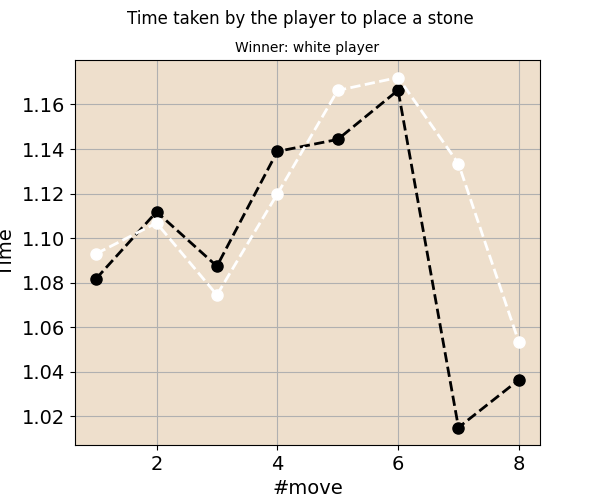 Time taken by the player to place a stone
Winner: white player
1.16
1.14
1.12
1.10
1.08
1.06
1.04
1.02
Time
2 4 6 8
#move